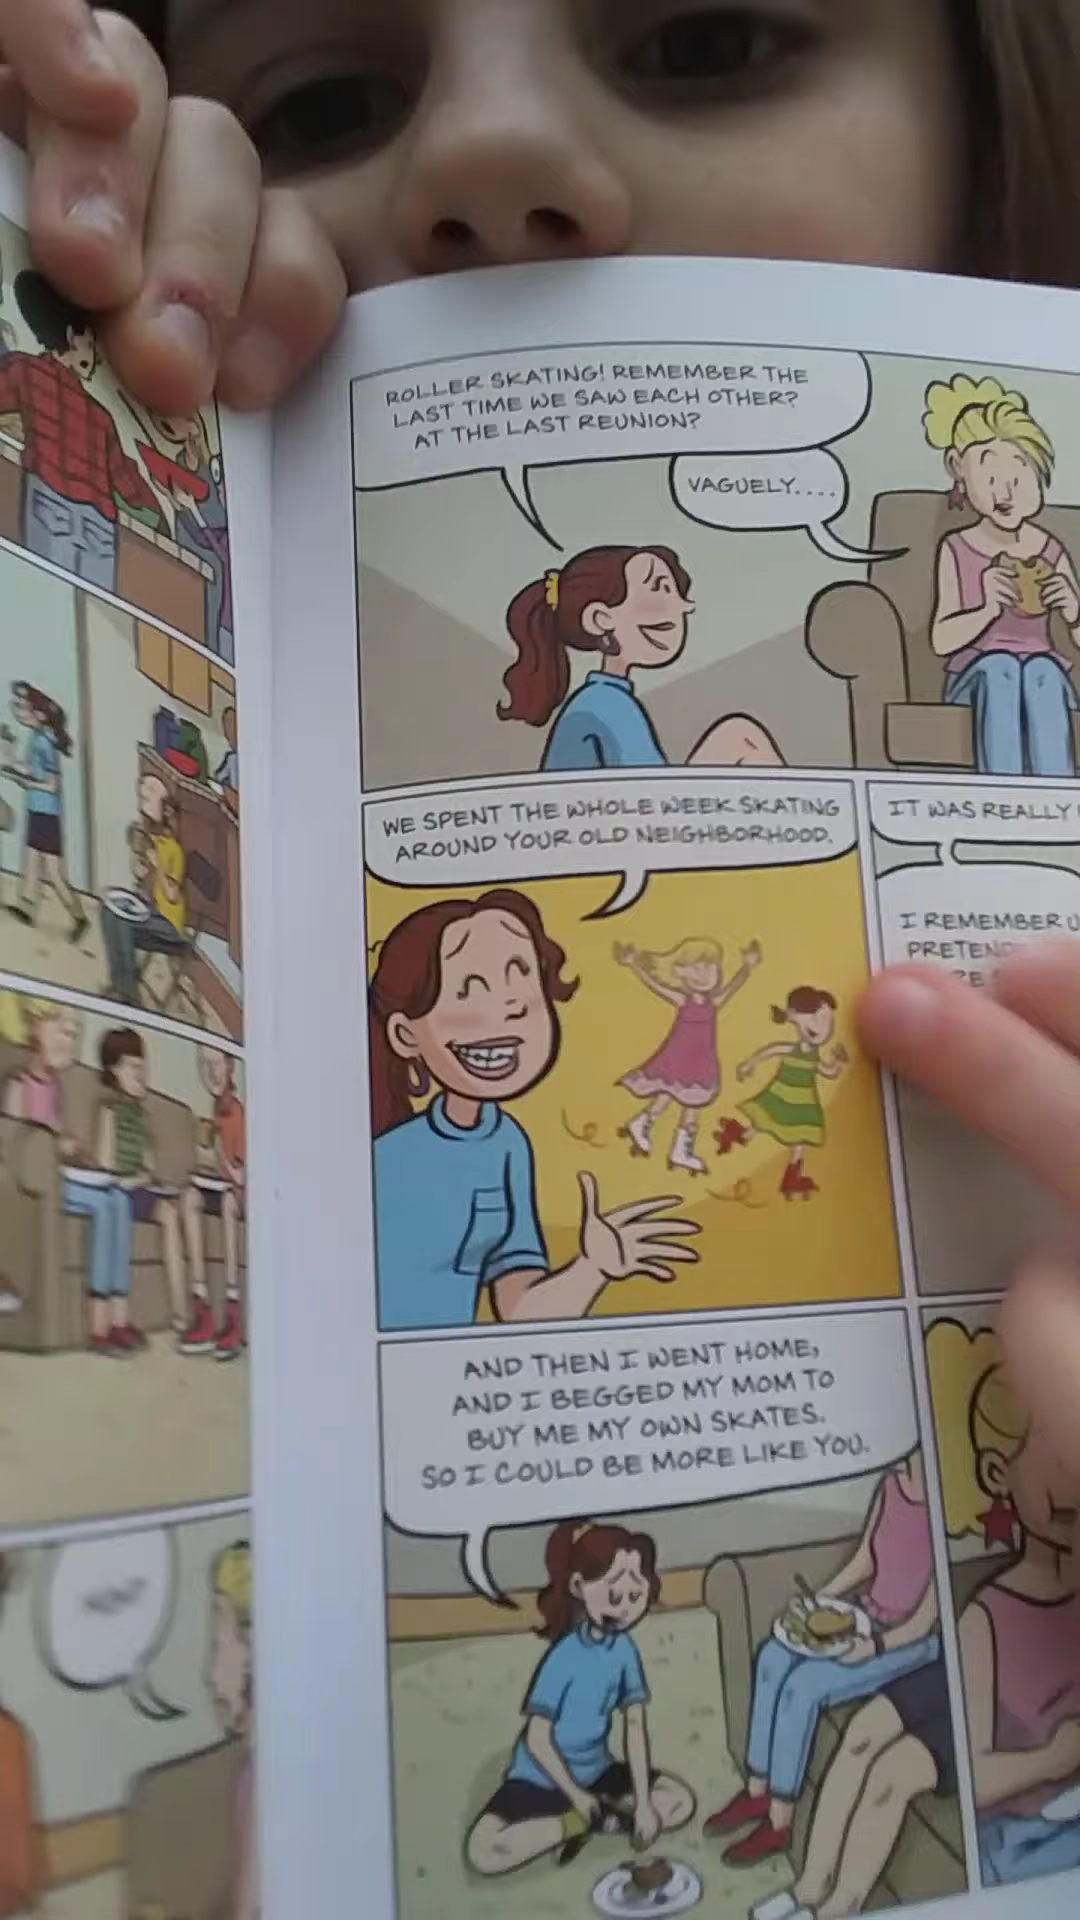 ROLLER SKATING! REMEMBER THE
LAST TIME WE SAW EACH OTHER?
AT THE LAST REUNION?
VAGUELY....
WE SPENT THE WHOLE WEEK SKATING
AROUND YOUR OLD NEIGHBORHOOD.
IT WAS REALLY
I REMEMBER
AND THEN I WENT HOME,
AND I BEGGED MY MOM TO
BUY ME MY OWN SKATES.
SO I COULD BE MORE LIKE YOU.